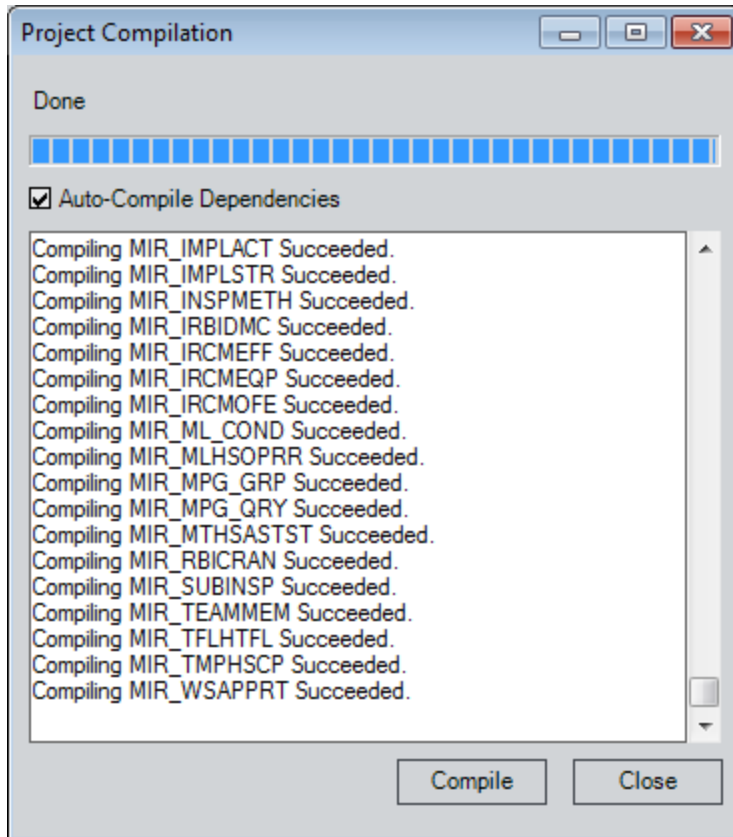 Project Compilation
Done
Auto-Compile Dependencies
Compiling MIR_IMPLACT Succeeded.
Compiling MIR_IMPLSTR Succeeded.
Compiling MIR_INSPMETH Succeeded.
Compiling MIR_IRBIDMC Succeeded.
Compiling MIR_IRCMEFF Succeeded.
Compiling MIR_IRCMEQP Succeeded.
Compiling MIR_IRCMOFE Succeeded.
Compiling MIR_ML_COND Succeeded.
Compiling MIR_MLHSOPRR Succeeded.
Compiling MIR_MPG_GRP Succeeded.
Compiling MIR_MPG_QRY Succeeded.
Compiling MIR_MTHSASTST Succeeded.
Compiling MIR_RBICRAN Succeeded.
Compiling MIR_SUBINSP Succeeded.
Compiling MIR_TEAMMEM Succeeded.
Compiling MIR_TFLHTFL Succeeded.
Compiling MIR_TMPHSCP Succeeded.
Compiling MIR_WSAPPRT Succeeded.
Compile Close